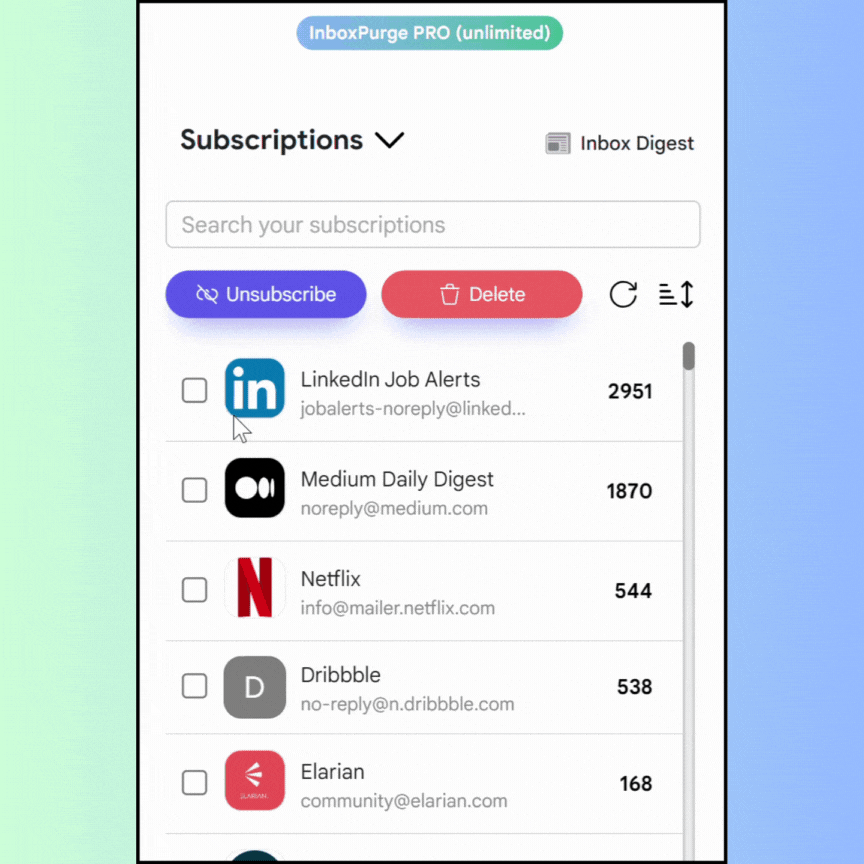 InboxPurge PRO (unlimited)
Subscriptions
Inbox Digest
Search your subscriptions
Unsubscribe
Delete
in
LinkedIn Job Alerts
2951
jobalerts-noreply@linked...
Medium Daily Digest
1870
noreply@medium.com
N
Netflix
544
info@mailer.netflix.com
D
Dribbble
538
no-reply@n.dribbble.com
Elarian
168
ELARIAN
community@elarian.com